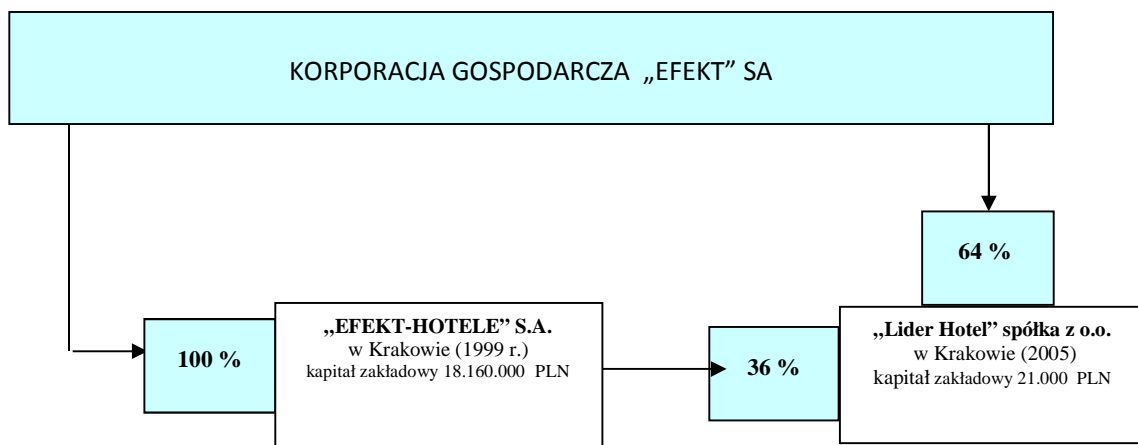 KORPORACJA GOSPODARCZA „EFEKT” SA
64 %
100 %
„EFEKT-HOTELE” S.A.
w Krakowie (1999 r.)
kapitał zakładowy 18.160.000 PLN
36 %
„Lider Hotel” spółka z o.o.
w Krakowie (2005)
kapitał zakładowy 21.000 PLN